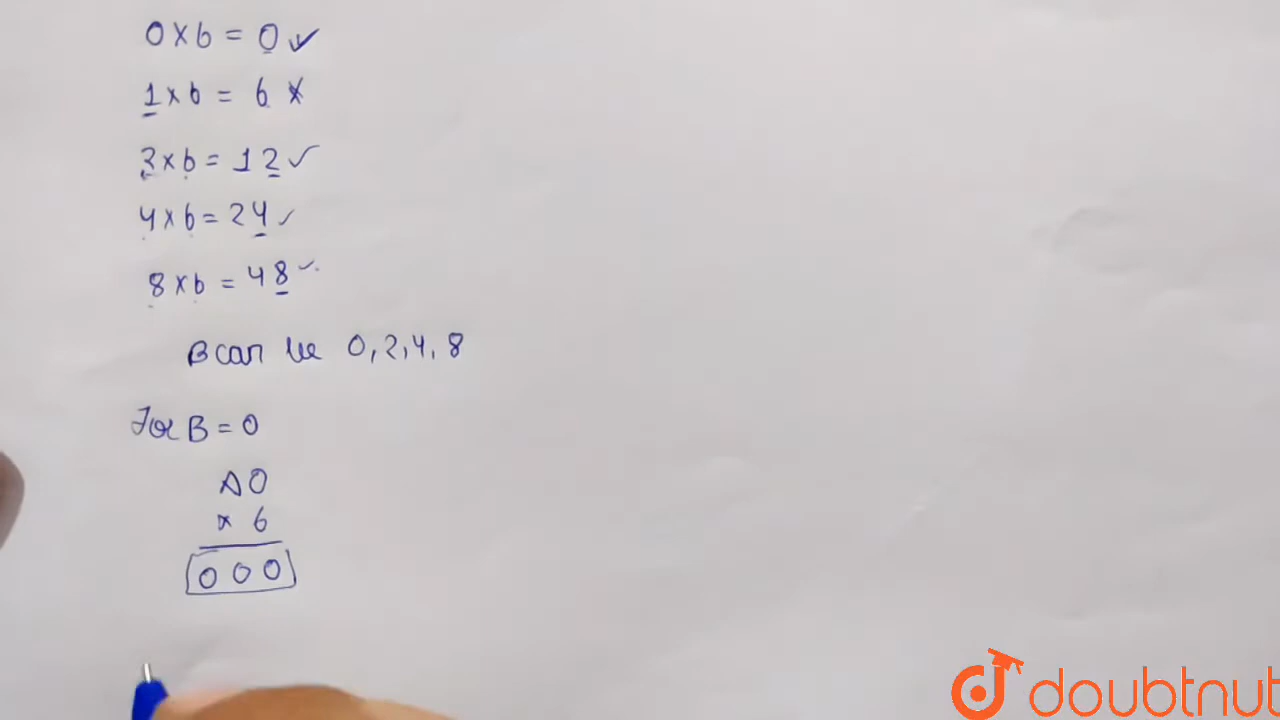 0 x 6 = 0 ✓
1 x 6 = 6 x
2 x 6 = 12 ✓
4 x 6 = 24 ✓
8 x 6 = 48 ✓
B can be 0, 2, 4, 8
For B = 0
A0
x 6
000
doubtnut